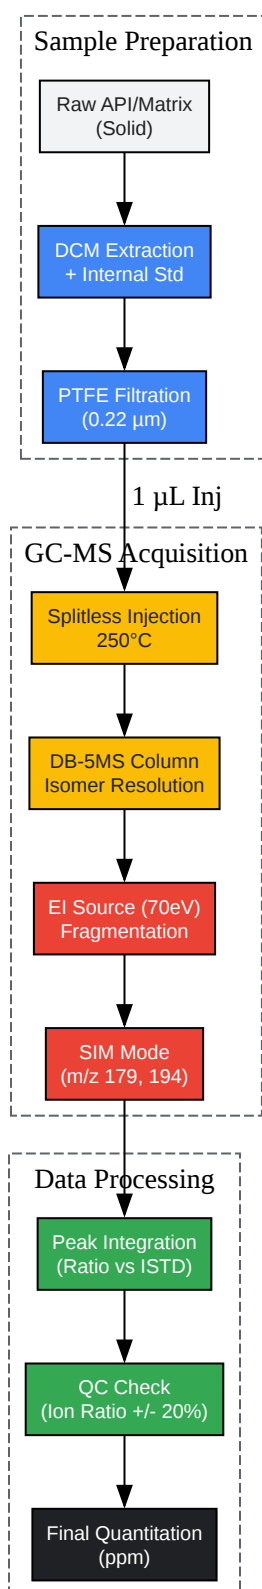 Sample Preparation
Raw API/Matrix
(Solid)
DCM Extraction
+ Internal Std
PTFE Filtration
(0.22 µm)
1 µL Inj
GC-MS Acquisition
Splitless Injection
250°C
DB-5MS Column
Isomer Resolution
EI Source (70eV)
Fragmentation
SIM Mode
(m/z 179, 194)
Data Processing
Peak Integration
(Ratio vs ISTD)
QC Check
(Ion Ratio +/- 20%)
Final Quantitation
(ppm)